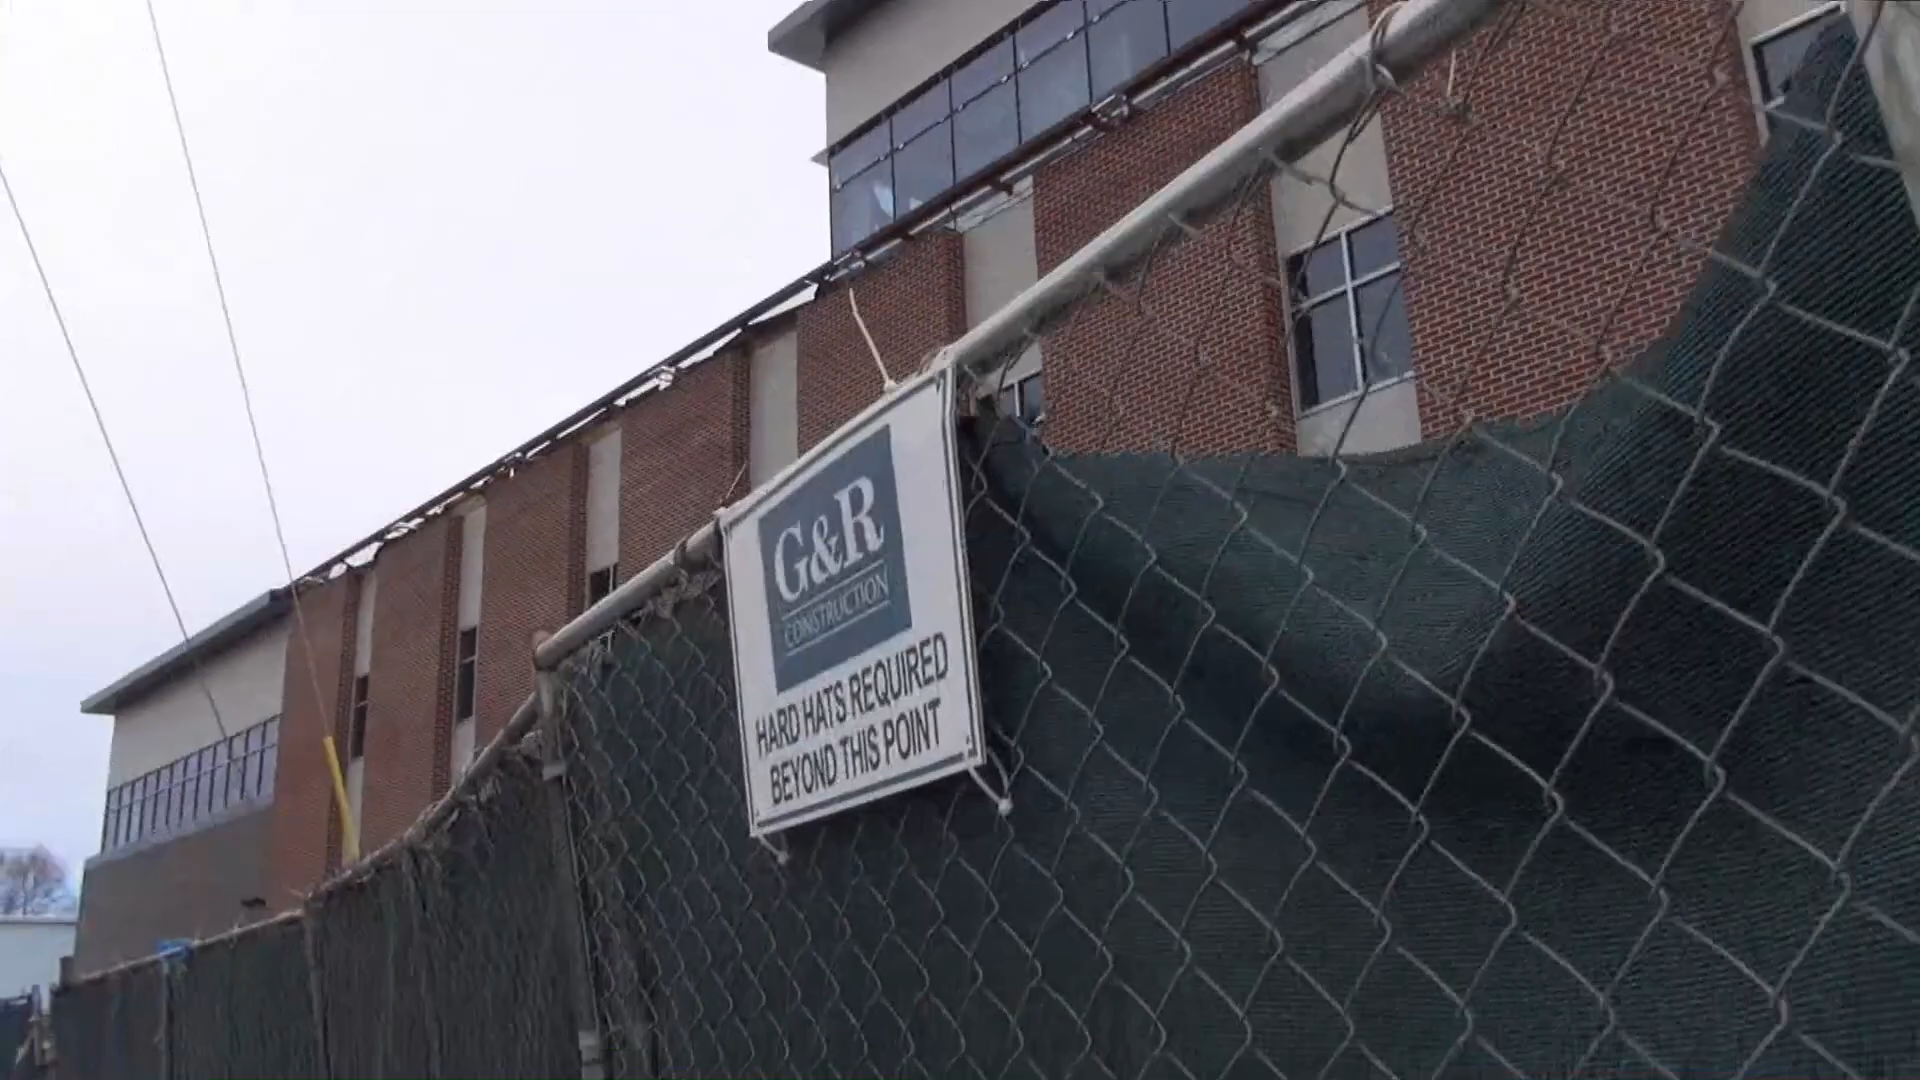 G&R
CONSTRUCTION
HARD HATS REQUIRED
BEYOND THIS POINT